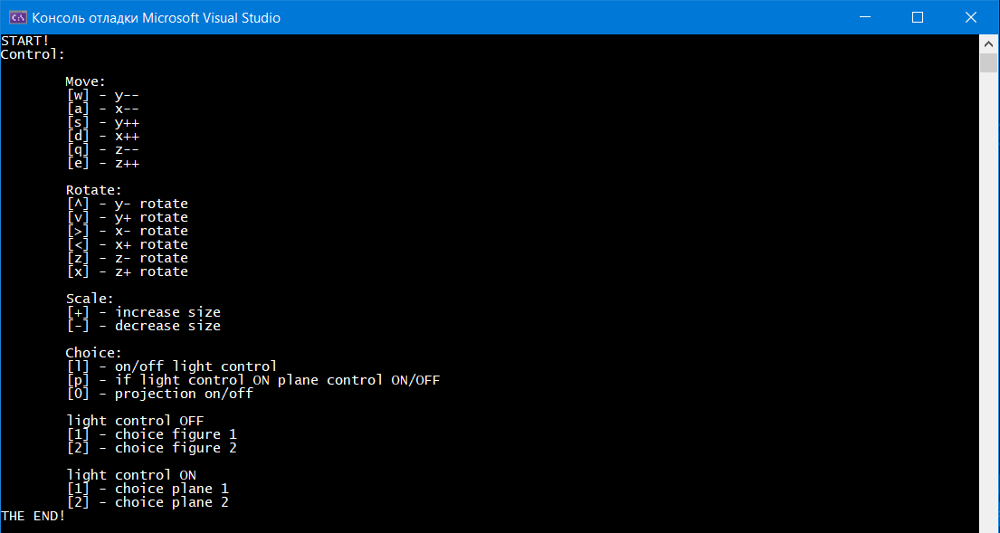 Консоль отладки Microsoft Visual Studio
START!
Control:
Move:
[w] - y--
[a] - x--
[s] - y++
[d] - x++
[q] - z--
[e] - z++
Rotate:
[^] - y- rotate
[v] - y+ rotate
[>] - x- rotate
[<] - x+ rotate
[z] - z- rotate
[x] - z+ rotate
Scale:
[+] - increase size
[-] - decrease size
Choice:
[l] - on/off light control
[p] - if light control ON plane control ON/OFF
[O] - projection on/off
light control OFF
[1] - choice figure 1
[2] - choice figure 2
light control ON
[1] - choice plane 1
[2] - choice plane 2
THE END!